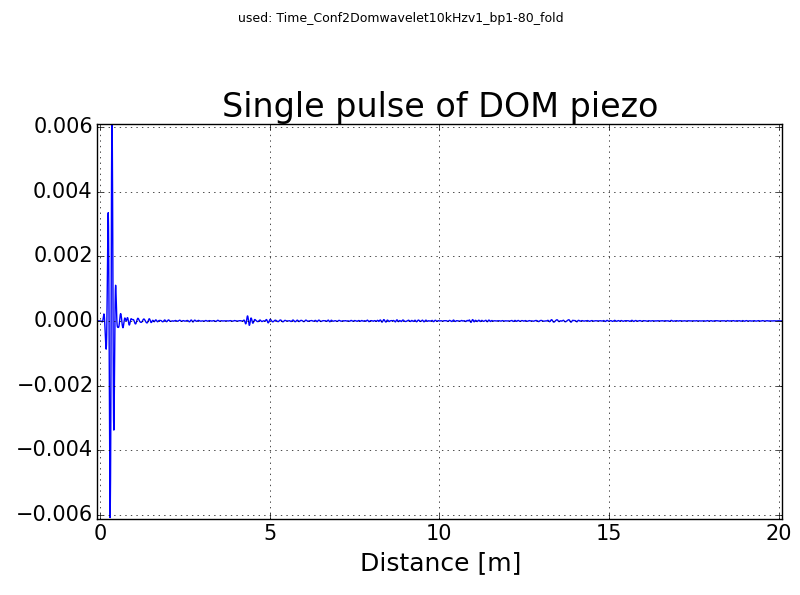 used: Time_Conf2Domwavelet10kHzv1_bp1-80_fold
Single pulse of DOM piezo
0.006
0.004
0.002
0.000
−0.002
−0.004
−0.006
0 5 10 15 20
Distance [m]